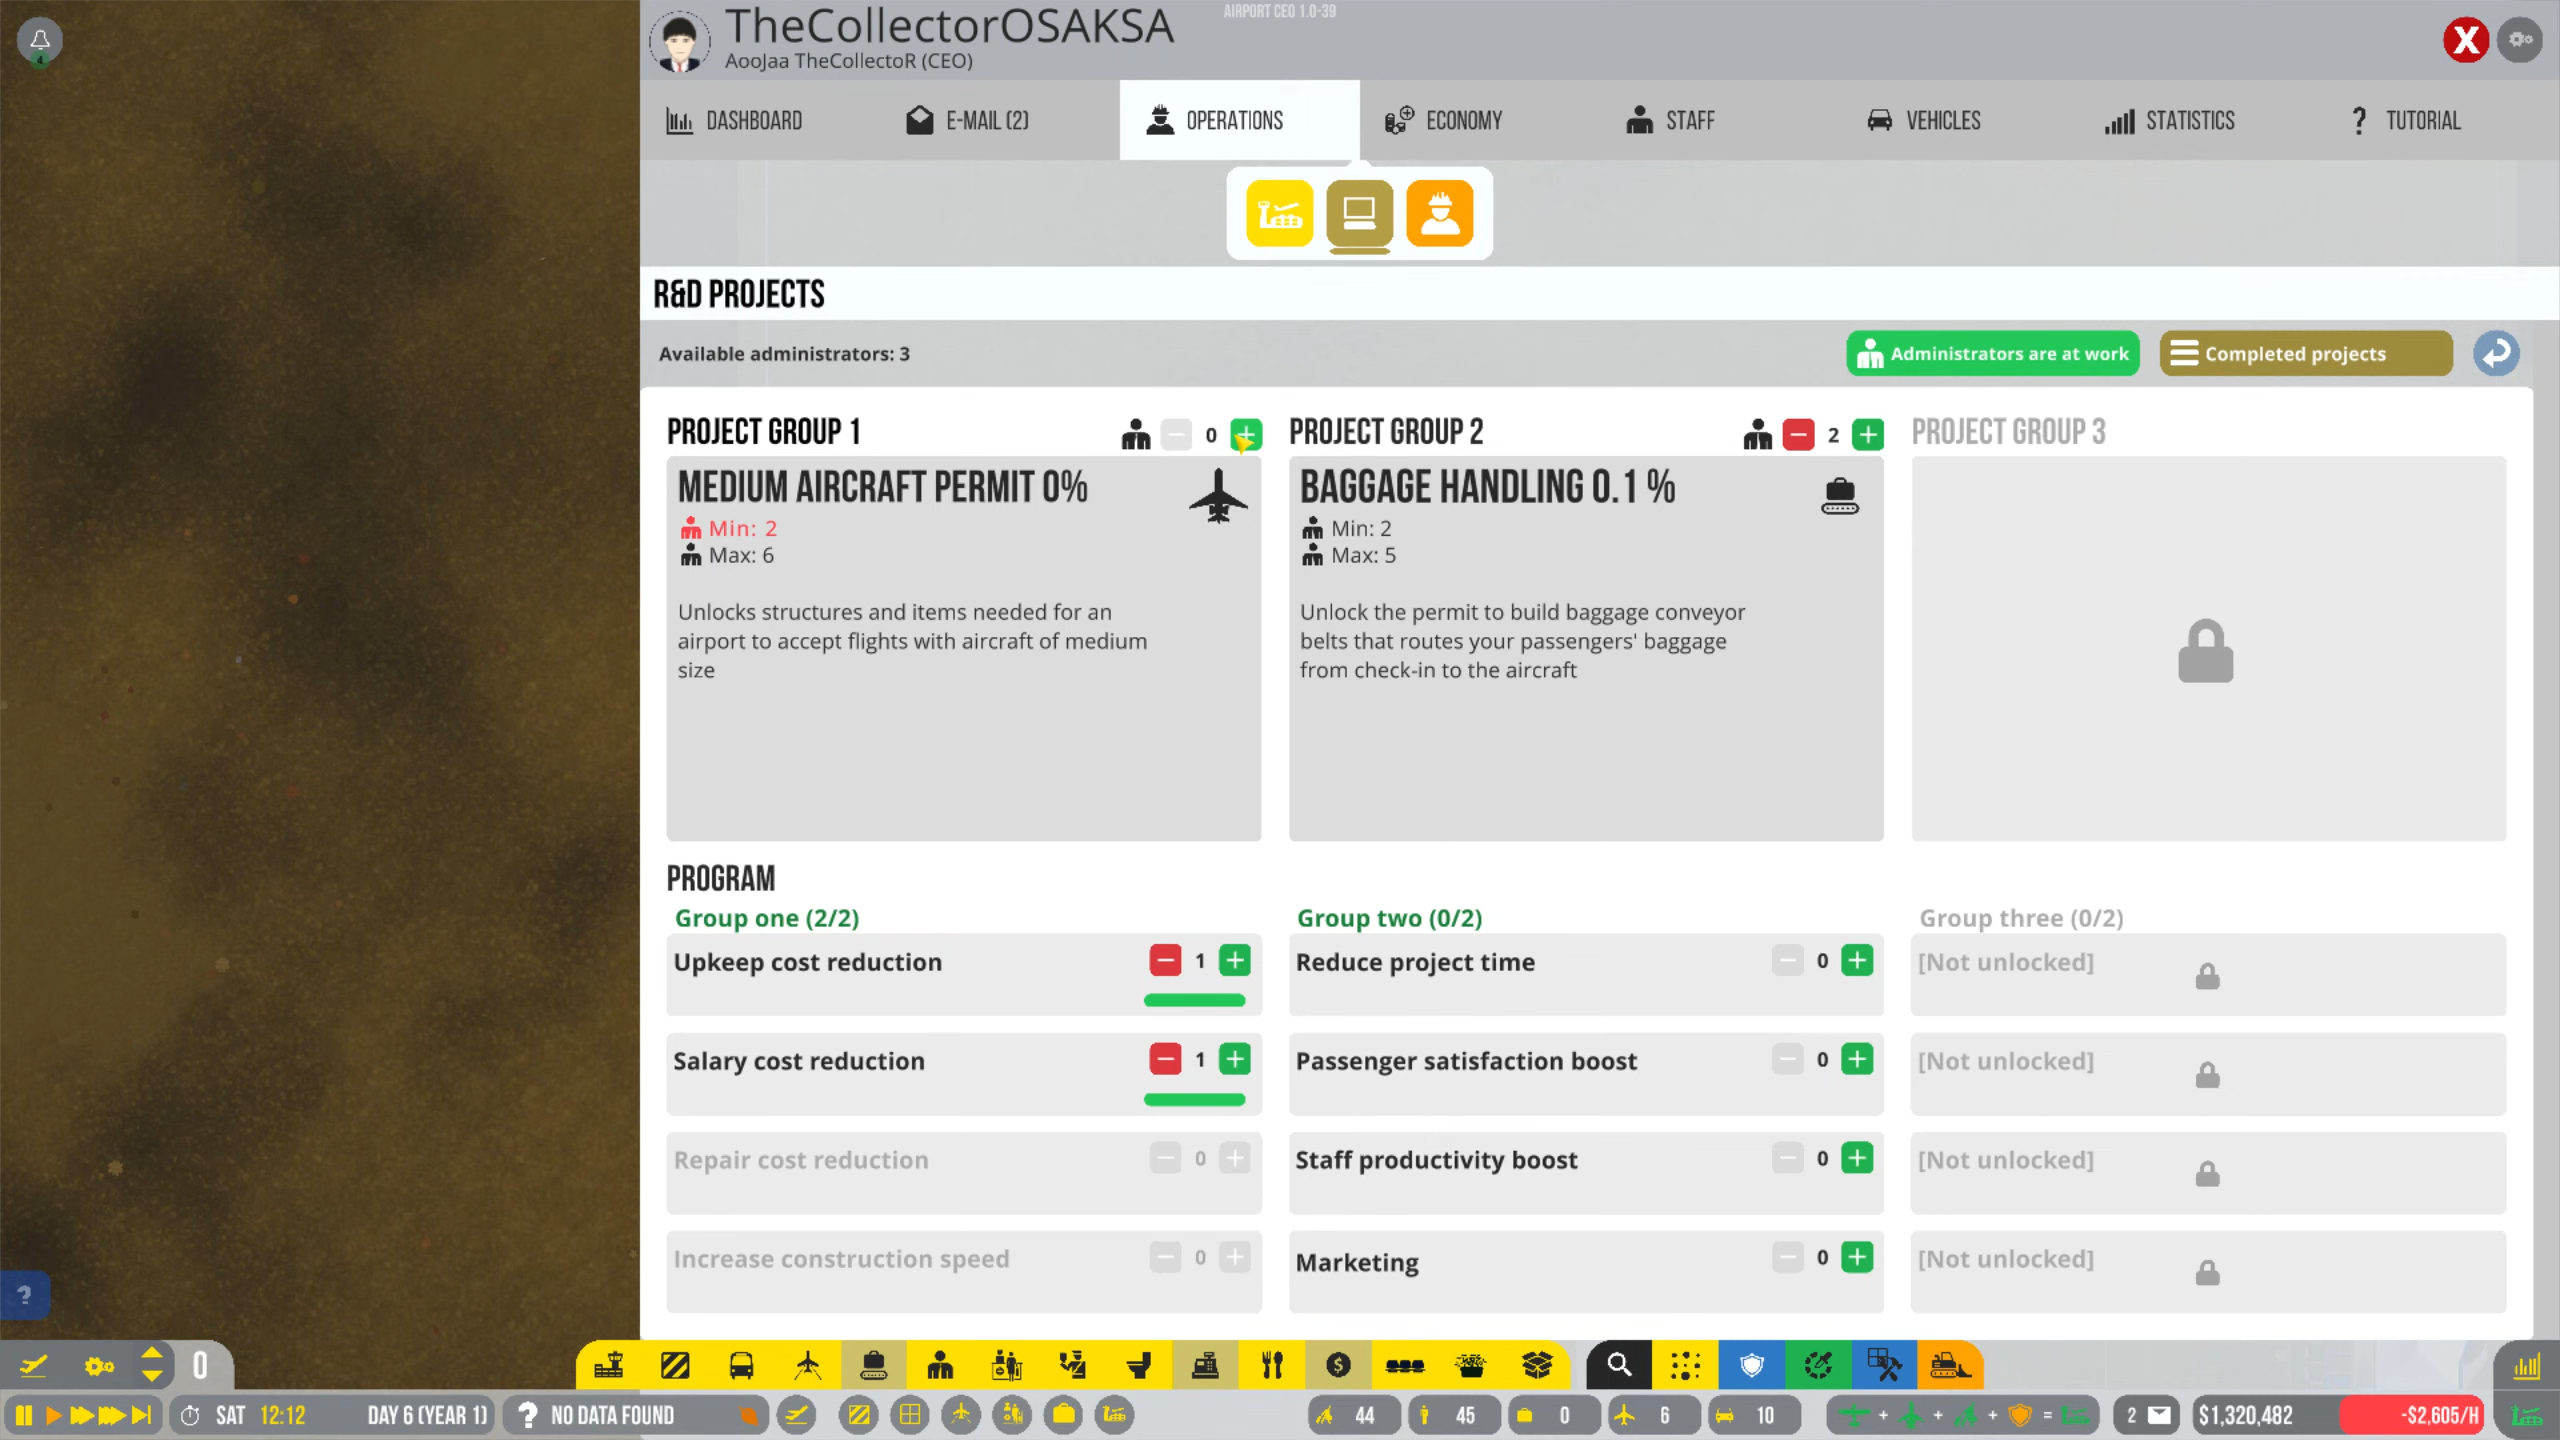 AIRPORT CEO 1.0-39
TheCollectorOSAKSA
AooJaa TheCollectoR (CEO)
X
4
DASHBOARD
E-MAIL (2)
OPERATIONS
ECONOMY
STAFF
VEHICLES
STATISTICS
? TUTORIAL
R&D PROJECTS
Available administrators: 3
Administrators are at work
Completed projects
PROJECT GROUP 1
0
PROJECT GROUP 2
2
PROJECT GROUP 3
MEDIUM AIRCRAFT PERMIT 0%
Min: 2
Max: 6
Unlocks structures and items needed for an
airport to accept flights with aircraft of medium
size
BAGGAGE HANDLING 0.1 %
Min: 2
Max: 5
Unlock the permit to build baggage conveyor
belts that routes your passengers' baggage
from check-in to the aircraft
PROGRAM
Group one (2/2)
Upkeep cost reduction
1
Salary cost reduction
1
Repair cost reduction
0
Increase construction speed
0
Group two (0/2)
Reduce project time
0
Passenger satisfaction boost
0
Staff productivity boost
0
Marketing
0
Group three (0/2)
[Not unlocked]
[Not unlocked]
[Not unlocked]
[Not unlocked]
?
0
SAT 12:12 DAY 6 (YEAR 1)
? NO DATA FOUND
44
45
0
6
10
+ + + =
2
$1,320,482
-$2,605/H